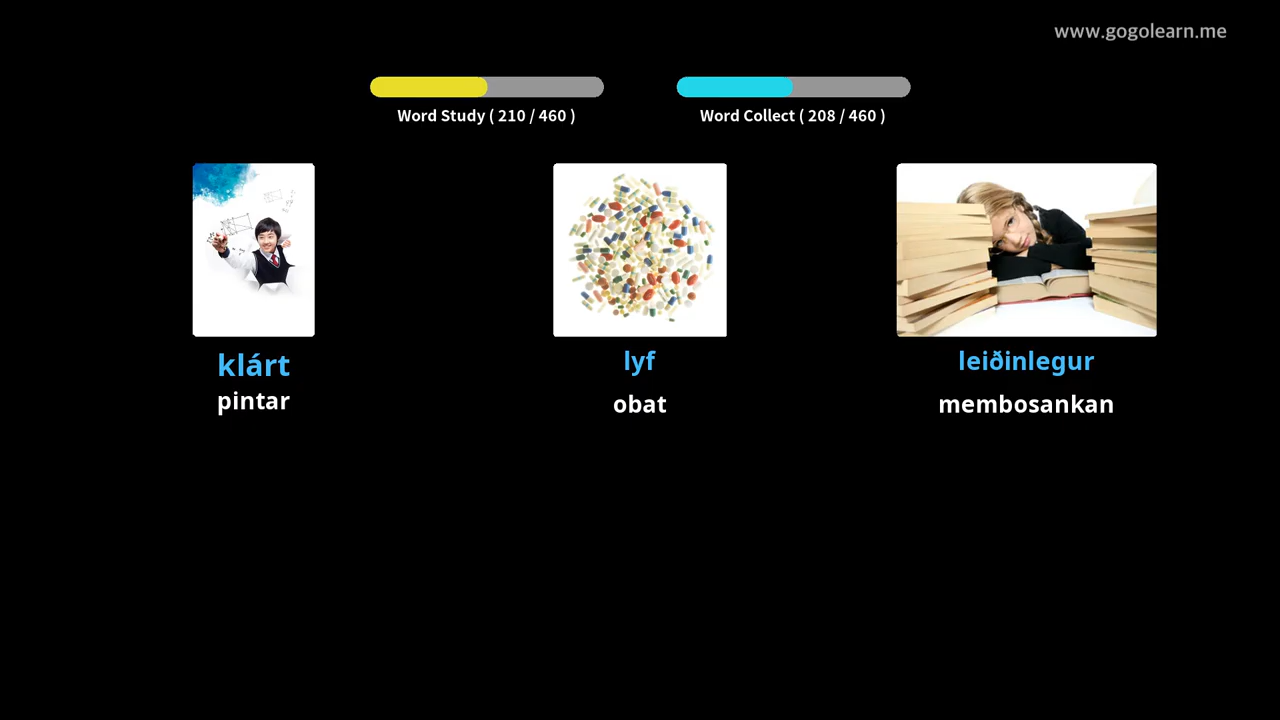 www.gogolearn.me
Word Study ( 210 / 460 )
Word Collect ( 208 / 460 )
klárt
pintar
lyf
obat
leiðinlegur
membosankan